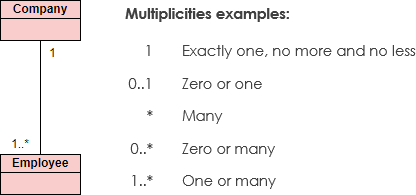 Company
1
1..*
Employee
Multiplicities examples:
1 Exactly one, no more and no less
0..1 Zero or one
* Many
0..* Zero or many
1..* One or many